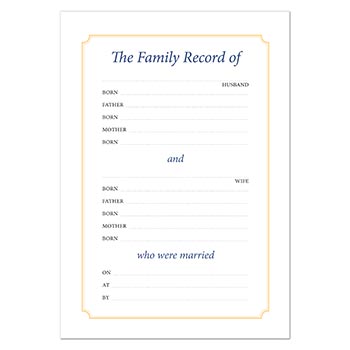 The Family Record of
HUSBAND
BORN
FATHER
BORN
MOTHER
BORN
and
WIFE
BORN
FATHER
BORN
MOTHER
BORN
who were married
ON
AT
BY